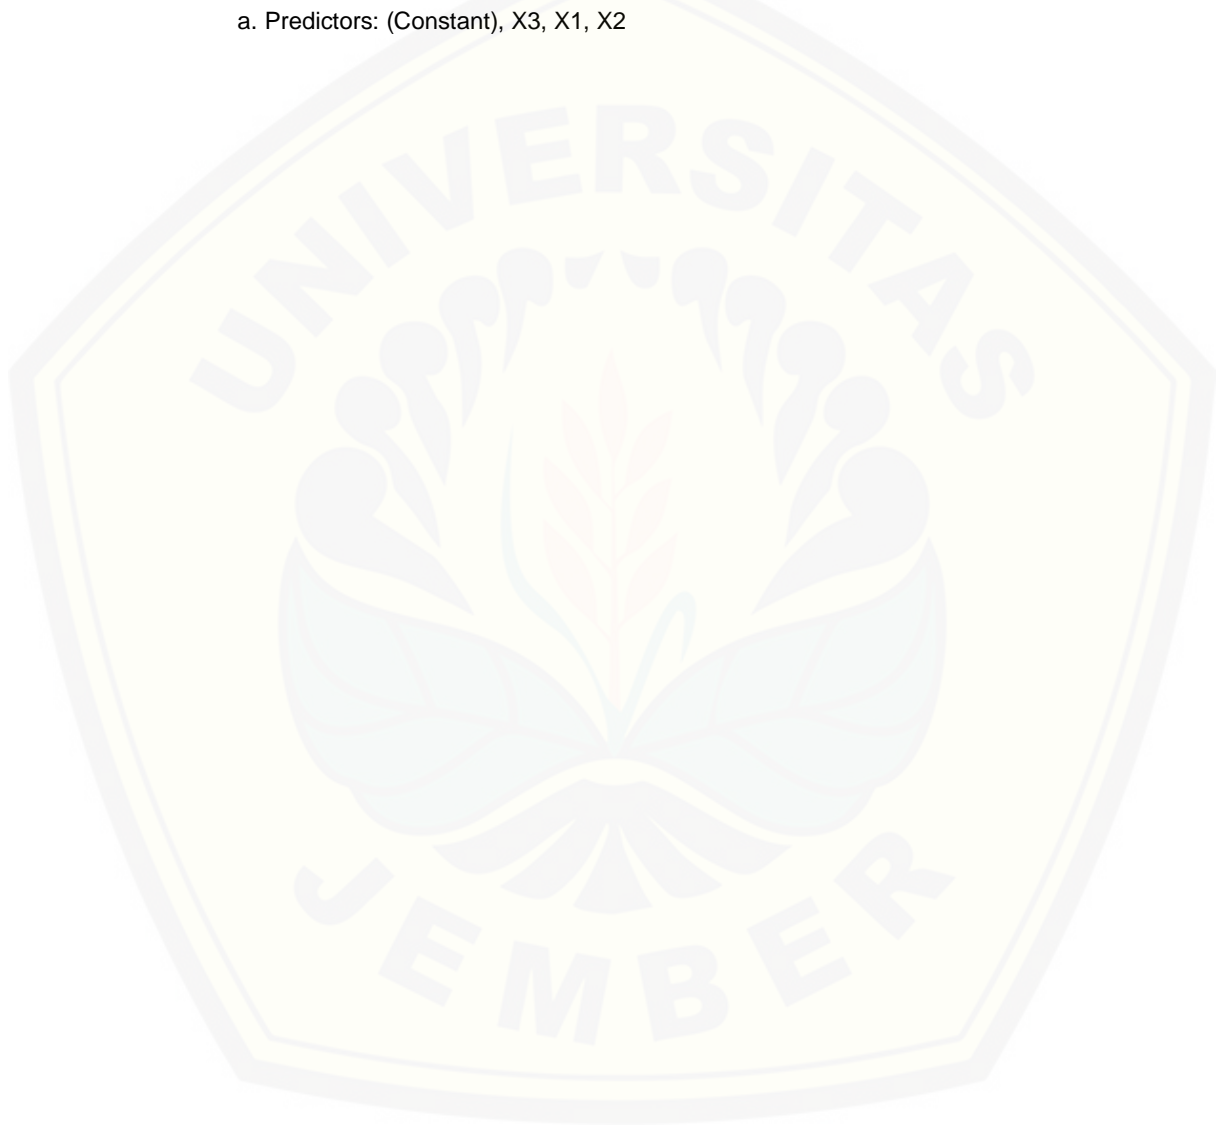 a. Predictors: (Constant), X3, X1, X2
UNIVERSITAS
JEMBER